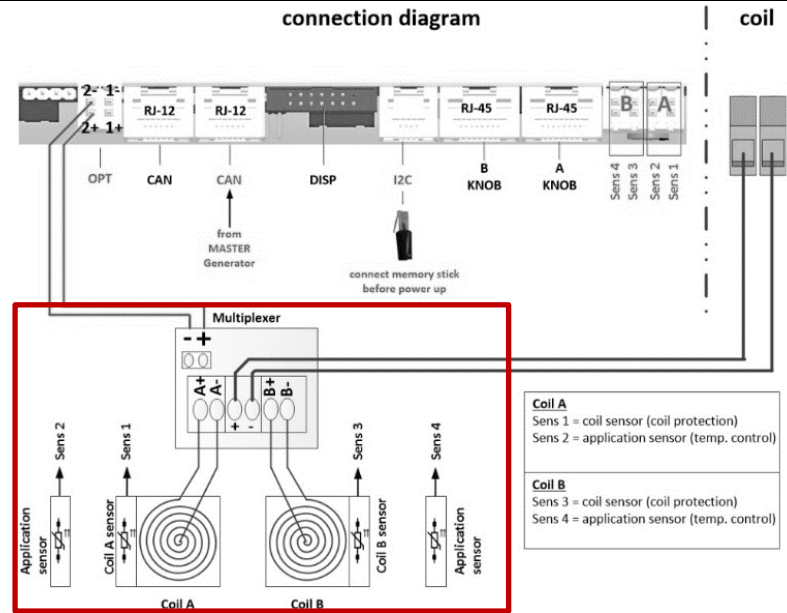 connection diagram
coil
2- 1-
2+ 1+
RJ-12
RJ-12
RJ-45
RJ-45
B
A
OPT
CAN
CAN
DISP
I2C
B
KNOB
A
KNOB
Sens 4
Sens 3
Sens 2
Sens 1
from
MASTER
Generator
connect memory stick
before power up
Multiplexer
- +
A+
A-
+
-
B+
B-
Sens 2
Sens 1
Sens 3
Sens 4
Application
sensor
Coil A sensor
Coil B sensor
Application
sensor
Coil A
Coil B
Coil A
Sens 1 = coil sensor (coil protection)
Sens 2 = application sensor (temp. control)
Coil B
Sens 3 = coil sensor (coil protection)
Sens 4 = application sensor (temp. control)